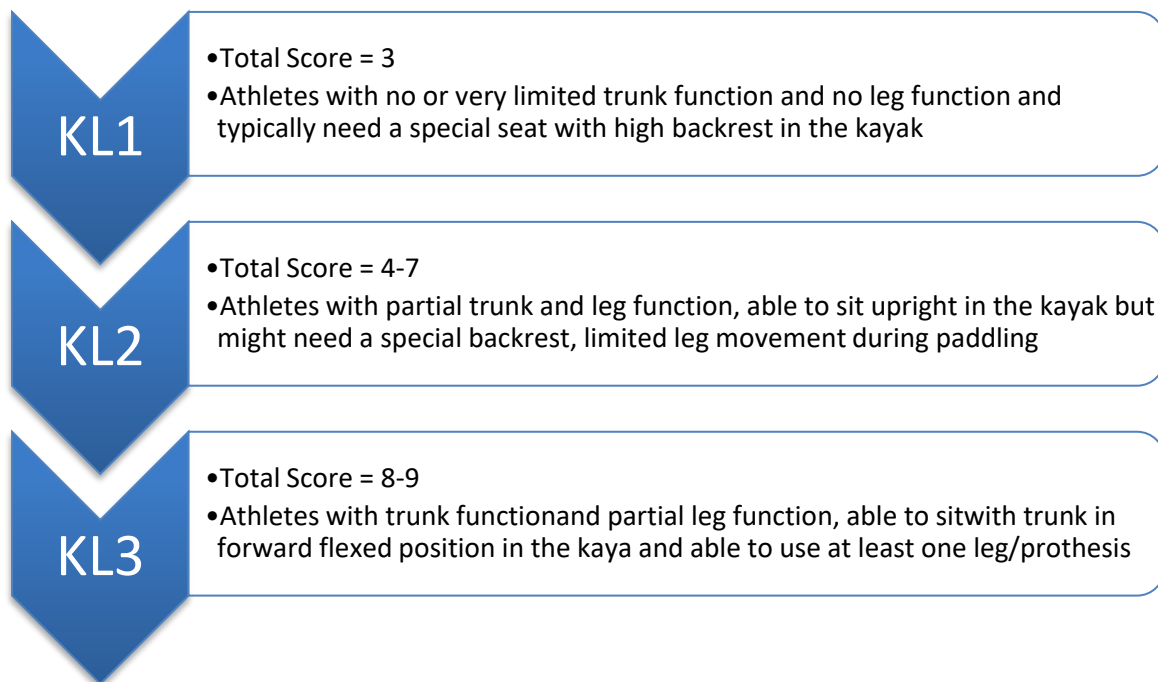 KL1
•Total Score = 3
•Athletes with no or very limited trunk function and no leg function and
typically need a special seat with high backrest in the kayak
KL2
•Total Score = 4-7
•Athletes with partial trunk and leg function, able to sit upright in the kayak but
might need a special backrest, limited leg movement during paddling
KL3
•Total Score = 8-9
•Athletes with trunk functionand partial leg function, able to sitwith trunk in
forward flexed position in the kaya and able to use at least one leg/prothesis